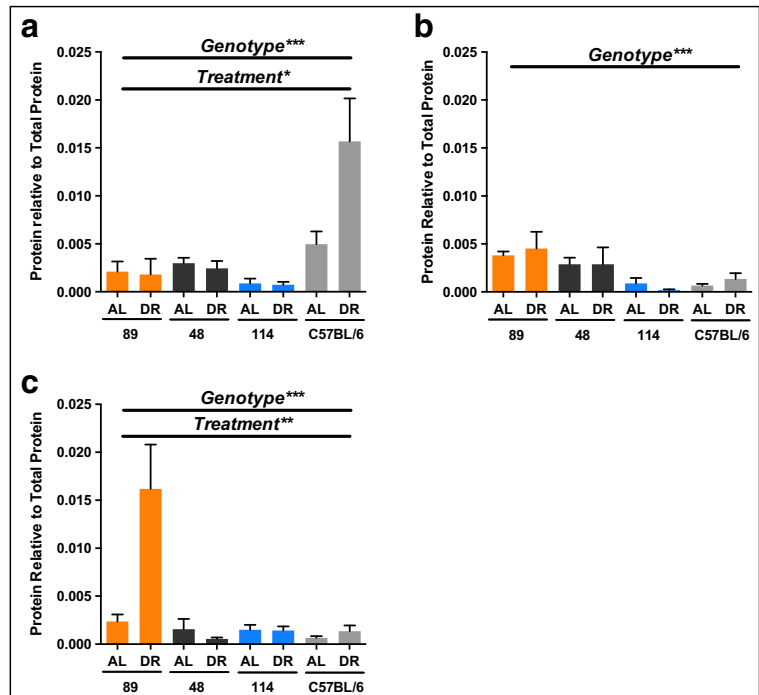 a
Genotype***
Treatment*
Protein relative to Total Protein
0.025
0.020
0.015
0.010
0.005
0.000
AL DR AL DR AL DR AL DR
89 48 114 C57BL/6
b
Genotype***
Protein Relative to Total Protein
0.025
0.020
0.015
0.010
0.005
0.000
AL DR AL DR AL DR AL DR
89 48 114 C57BL/6
c
Genotype***
Treatment**
Protein Relative to Total Protein
0.025
0.020
0.015
0.010
0.005
0.000
AL DR AL DR AL DR AL DR
89 48 114 C57BL/6